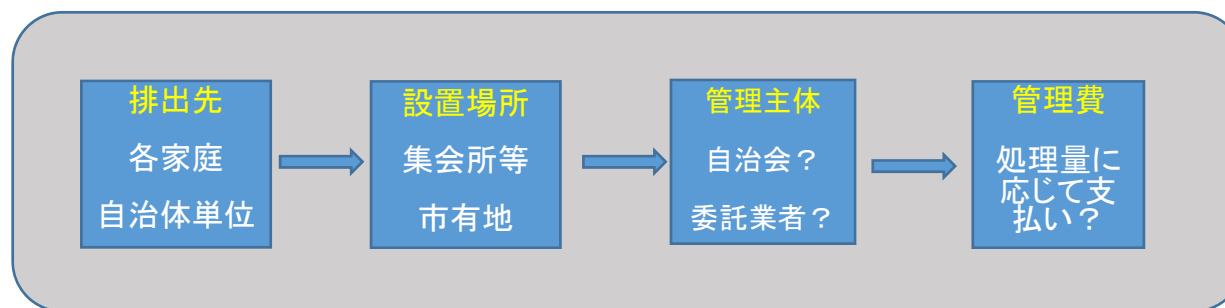 排出先
各家庭
自治体単位
設置場所
集会所等
市有地
管理主体
自治会？
委託業者？
管理費
処理量に
応じて支
払い？